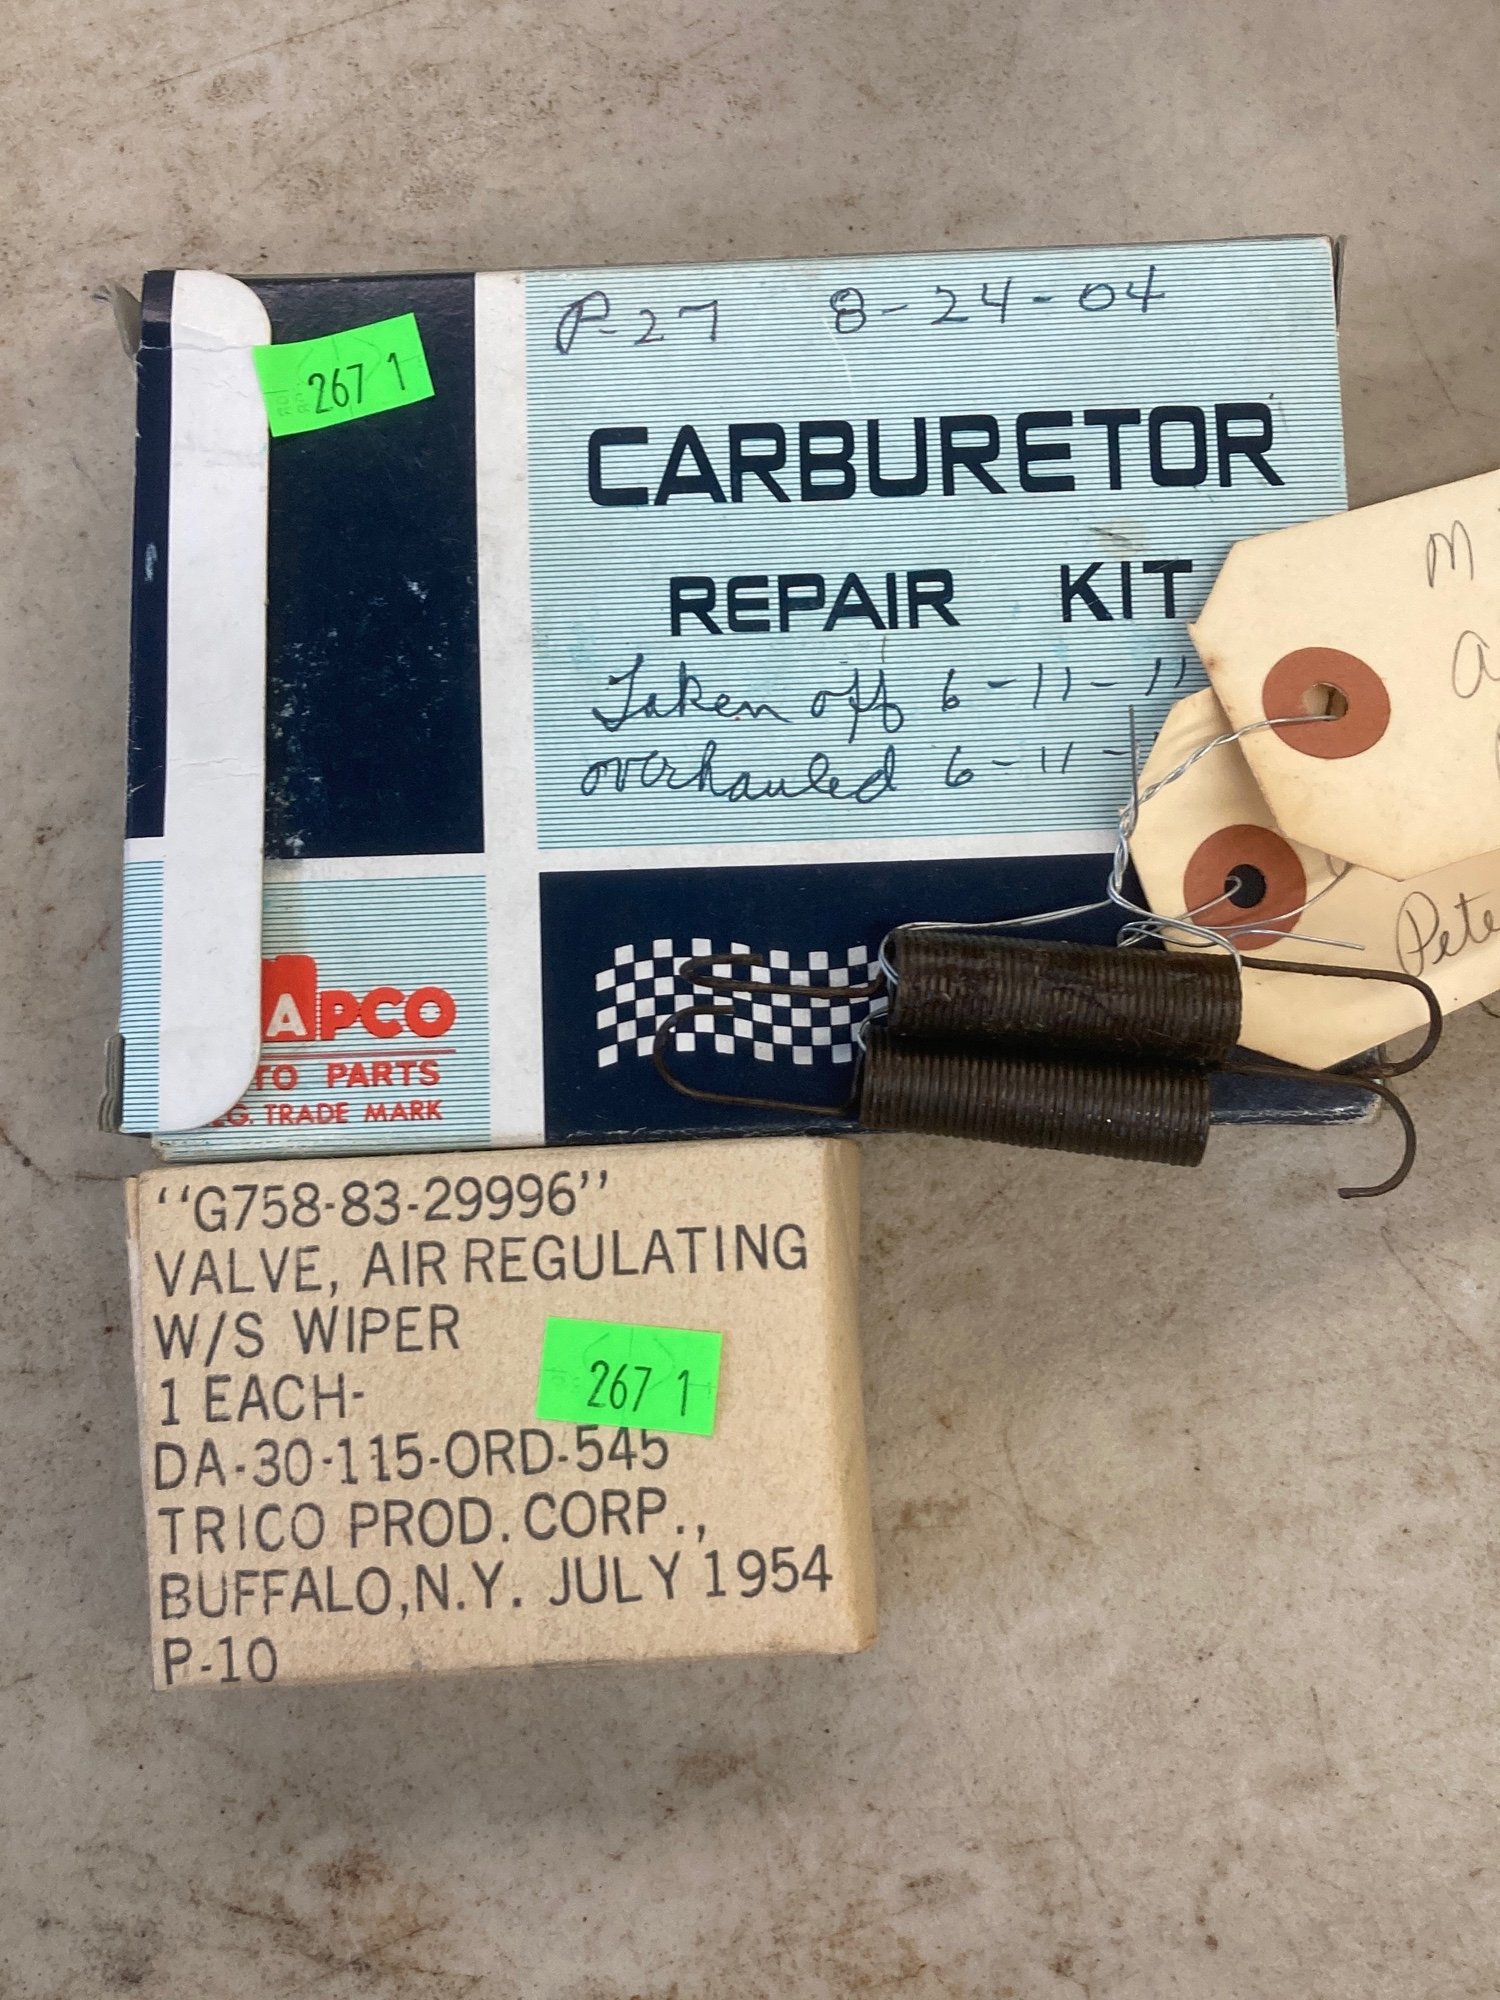 P-27 8-24-04
267 1
CARBURETOR
REPAIR KIT
Taken off 6-11-11
overhauled 6-11-
APCO
TO PARTS
G. TRADE MARK
M
a
Pete
"G758-83-29996"
VALVE, AIR REGULATING
W/S WIPER
1 EACH-
267 1
DA-30-115-ORD-545
TRICO PROD. CORP.,
BUFFALO, N.Y. JULY 1954
P-10